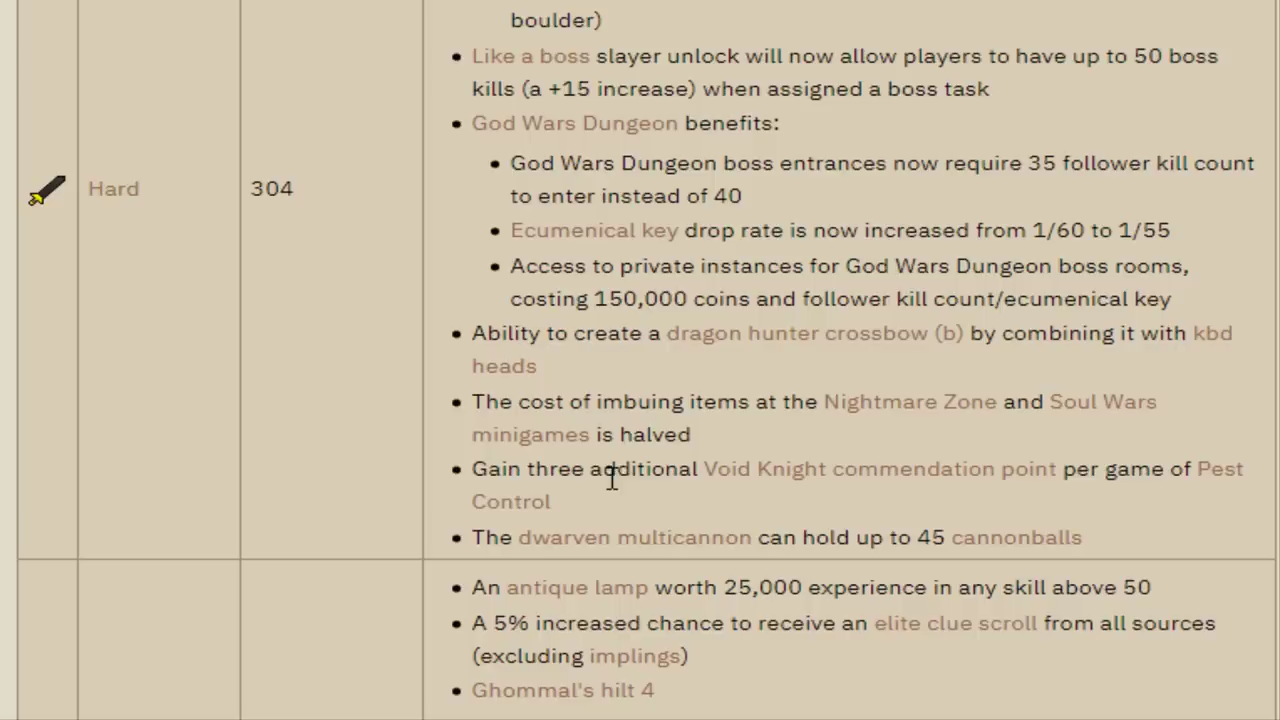 boulder)
Like a boss slayer unlock will now allow players to have up to 50 boss
kills (a +15 increase) when assigned a boss task
God Wars Dungeon benefits:
God Wars Dungeon boss entrances now require 35 follower kill count
to enter instead of 40
Hard
304
Ecumenical key drop rate is now increased from 1/60 to 1/55
Access to private instances for God Wars Dungeon boss rooms,
costing 150,000 coins and follower kill count/ecumenical key
Ability to create a dragon hunter crossbow (b) by combining it with kbd
heads
The cost of imbuing items at the Nightmare Zone and Soul Wars
minigames is halved
Gain three additional Void Knight commendation point per game of Pest
Control
The dwarven multicannon can hold up to 45 cannonballs
An antique lamp worth 25,000 experience in any skill above 50
A 5% increased chance to receive an elite clue scroll from all sources
(excluding implings)
Ghommal's hilt 4